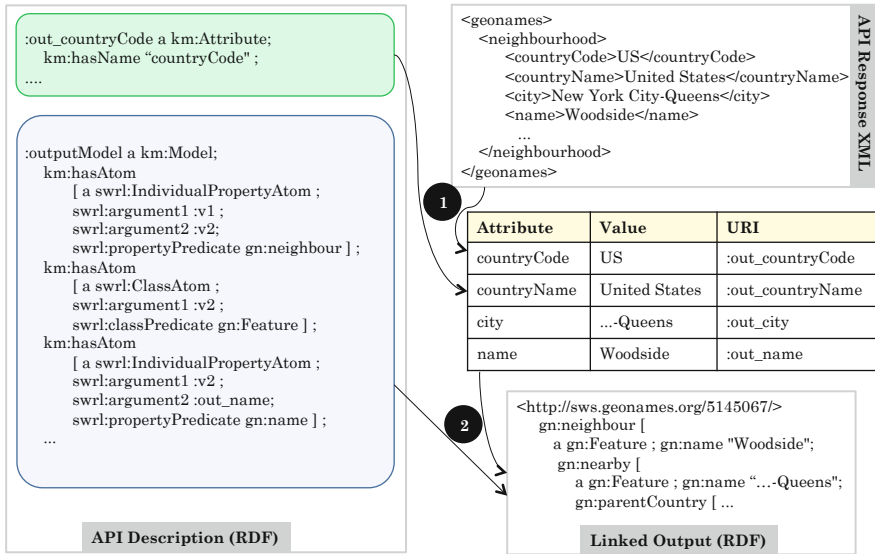 :out_countryCode a km:Attribute;
km:hasName “countryCode" ;
....
:outputModel a km:Model;
km:hasAtom
[ a swrl:IndividualPropertyAtom ;
swrl:argument1 :v1 ;
swrl:argument2 :v2;
swrl:propertyPredicate gn:neighbour ] ;
km:hasAtom
[ a swrl:ClassAtom ;
swrl:argument1 :v2 ;
swrl:classPredicate gn:Feature ] ;
km:hasAtom
[ a swrl:IndividualPropertyAtom ;
swrl:argument1 :v2 ;
swrl:argument2 :out_name;
swrl:propertyPredicate gn:name ] ;
...
API Description (RDF)
<geonames>
<neighbourhood>
<countryCode>US</countryCode>
<countryName>United States</countryName>
<city>New York City-Queens</city>
<name>Woodside</name>
...
</neighbourhood>
</geonames>
API Response XML
1
Attribute Value URI
countryCode US :out_countryCode
countryName United States :out_countryName
city ...-Queens :out_city
name Woodside :out_name
2
<http://sws.geonames.org/5145067/>
gn:neighbour [
a gn:Feature ; gn:name "Woodside";
gn:nearby [
a gn:Feature ; gn:name “…-Queens";
gn:parentCountry [ ...
Linked Output (RDF)